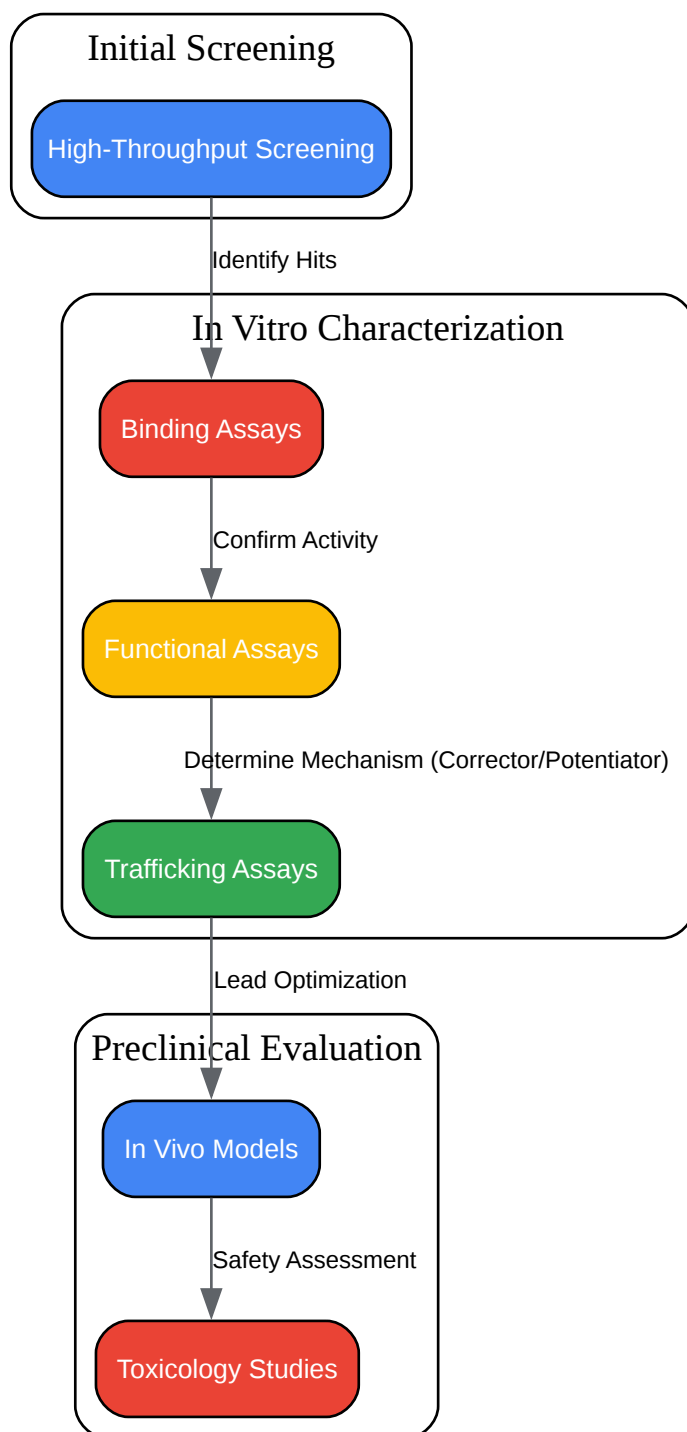 Initial Screening
High-Throughput Screening
Identify Hits
In Vitro Characterization
Binding Assays
Confirm Activity
Functional Assays
Determine Mechanism (Corrector/Potentiator)
Trafficking Assays
Lead Optimization
Preclinical Evaluation
In Vivo Models
Safety Assessment
Toxicology Studies